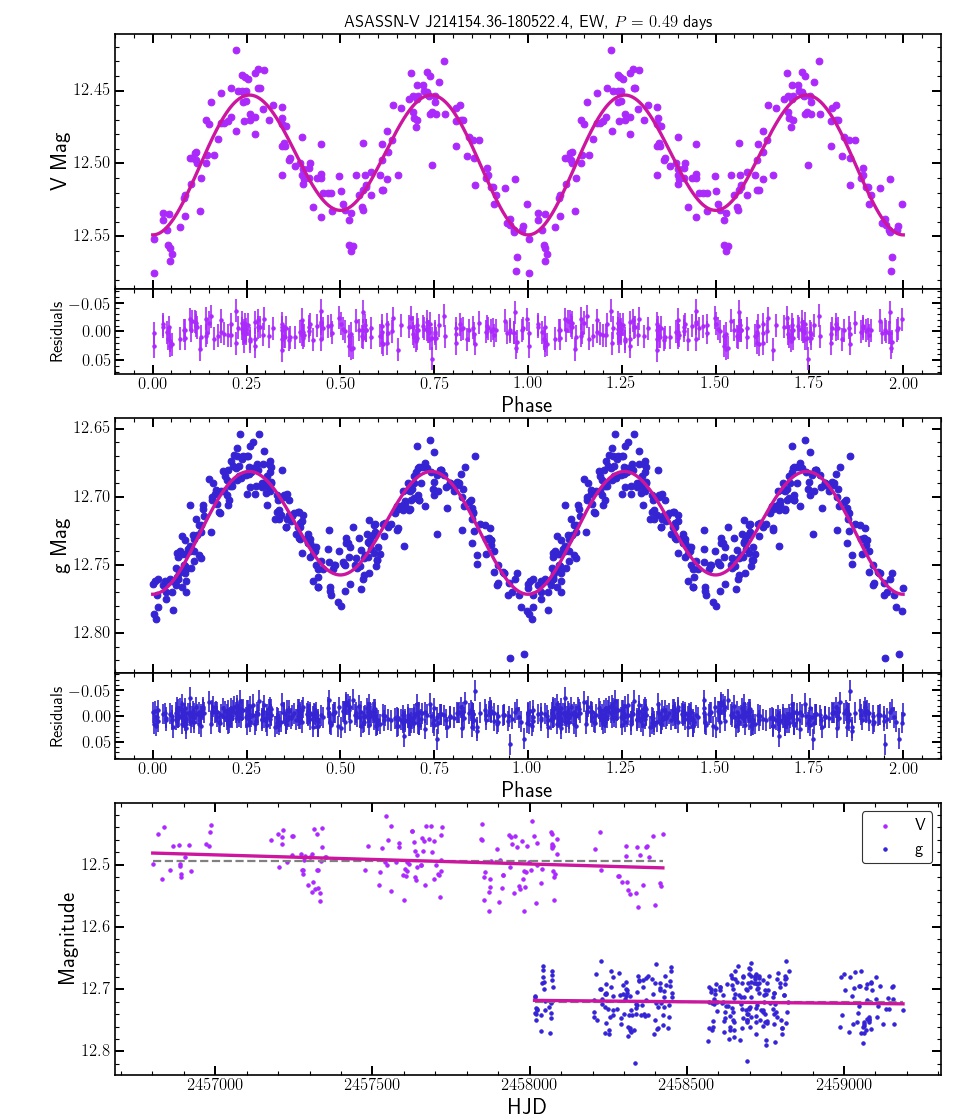 ASASSN-V J214154.36-180522.4, EW, P = 0.49 days
12.45
12.50
12.55
V Mag
−0.05
0.00
0.05
Residuals
0.00 0.25 0.50 0.75 1.00 1.25 1.50 1.75 2.00
Phase
12.65
12.70
12.75
12.80
g Mag
−0.05
0.00
0.05
Residuals
0.00 0.25 0.50 0.75 1.00 1.25 1.50 1.75 2.00
Phase
V
g
12.5
12.6
12.7
12.8
Magnitude
2457000 2457500 2458000 2458500 2459000
HJD